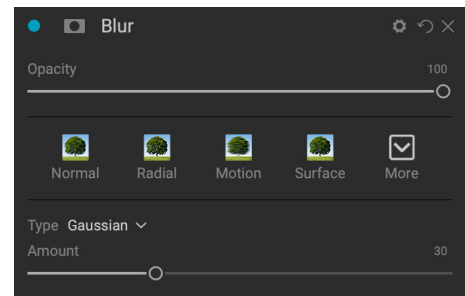 Blur
Opacity 100
Normal Radial Motion Surface More
Type Gaussian
Amount 30